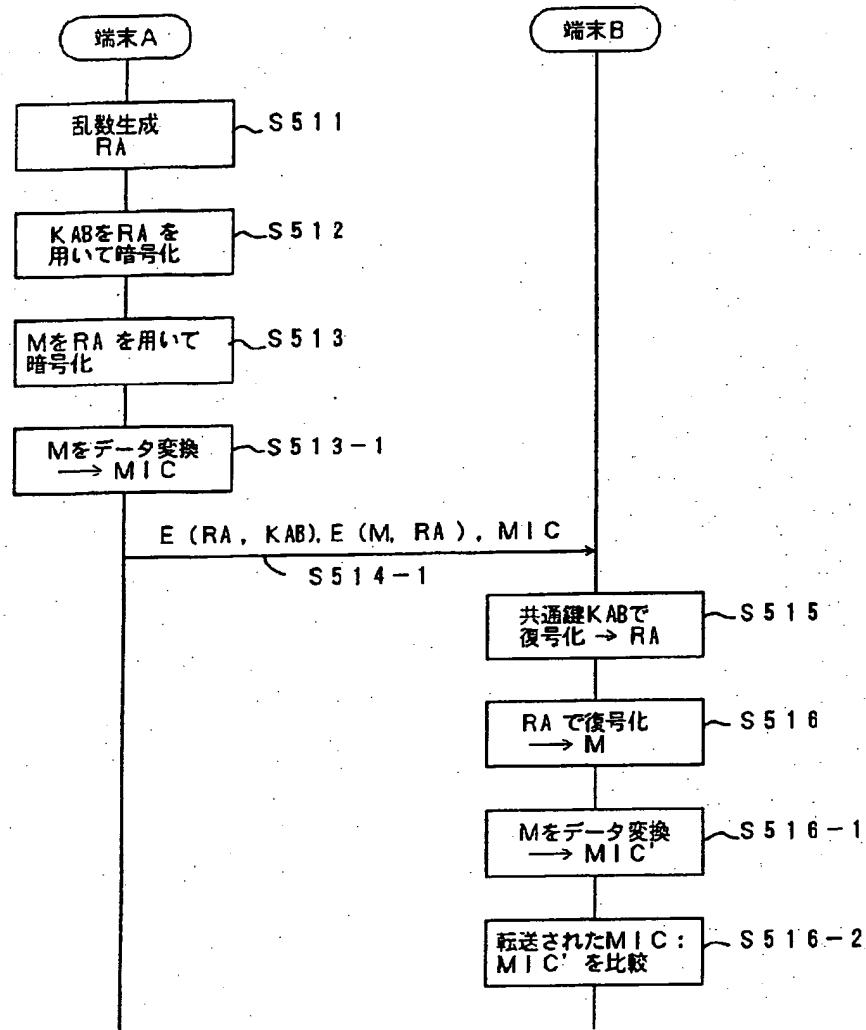 端末A
端末B
乱数生成
RA
S511
KABをRA を
用いて暗号化
S512
MをRA を用いて
暗号化
S513
Mをデータ変換
→ MIC
S513-1
E (RA, KAB), E (M, RA), MIC
S514-1
共通鍵KABで
復号化 → RA
S515
RA で復号化
→ M
S516
Mをデータ変換
→ MIC'
S516-1
転送されたMIC:
MIC' を比較
S516-2